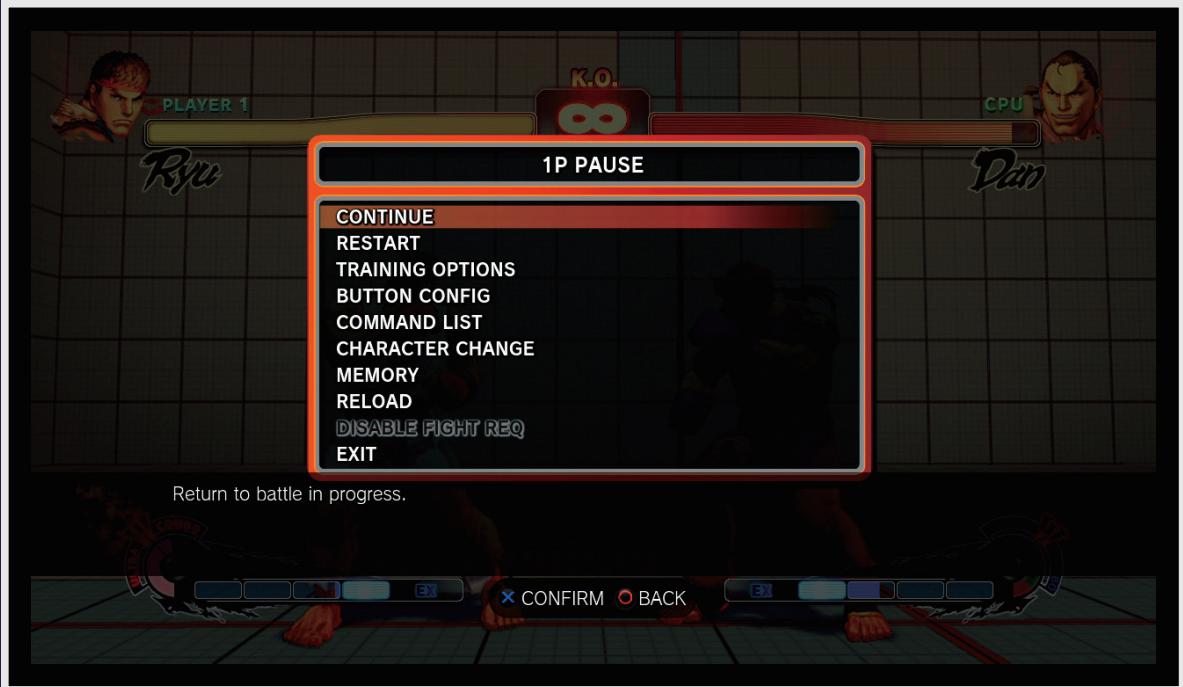 K.O.
PLAYER 1
CPU
∞
Ryu
Dan
1P PAUSE
CONTINUE
RESTART
TRAINING OPTIONS
BUTTON CONFIG
COMMAND LIST
CHARACTER CHANGE
MEMORY
RELOAD
DISABLE FIGHT REQ
EXIT
Return to battle in progress.
EX
EX
CONFIRM BACK